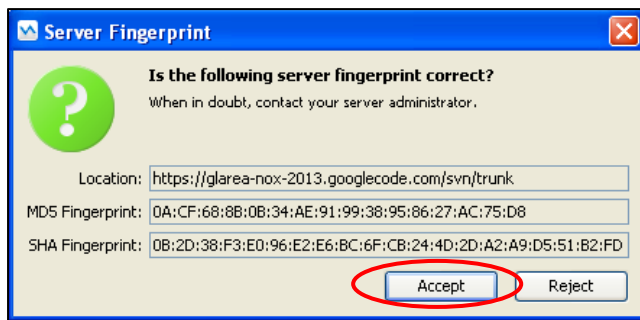 Server Fingerprint
Is the following server fingerprint correct?
When in doubt, contact your server administrator.
Location: https://glarea-nox-2013.googlecode.com/svn/trunk
MD5 Fingerprint: 0A:CF:68:8B:0B:34:AE:91:99:38:95:86:27:AC:75:D8
SHA Fingerprint: 0B:2D:38:F3:E0:96:E2:E6:BC:6F:CB:24:4D:2D:A2:A9:D5:51:B2:FD
Accept Reject